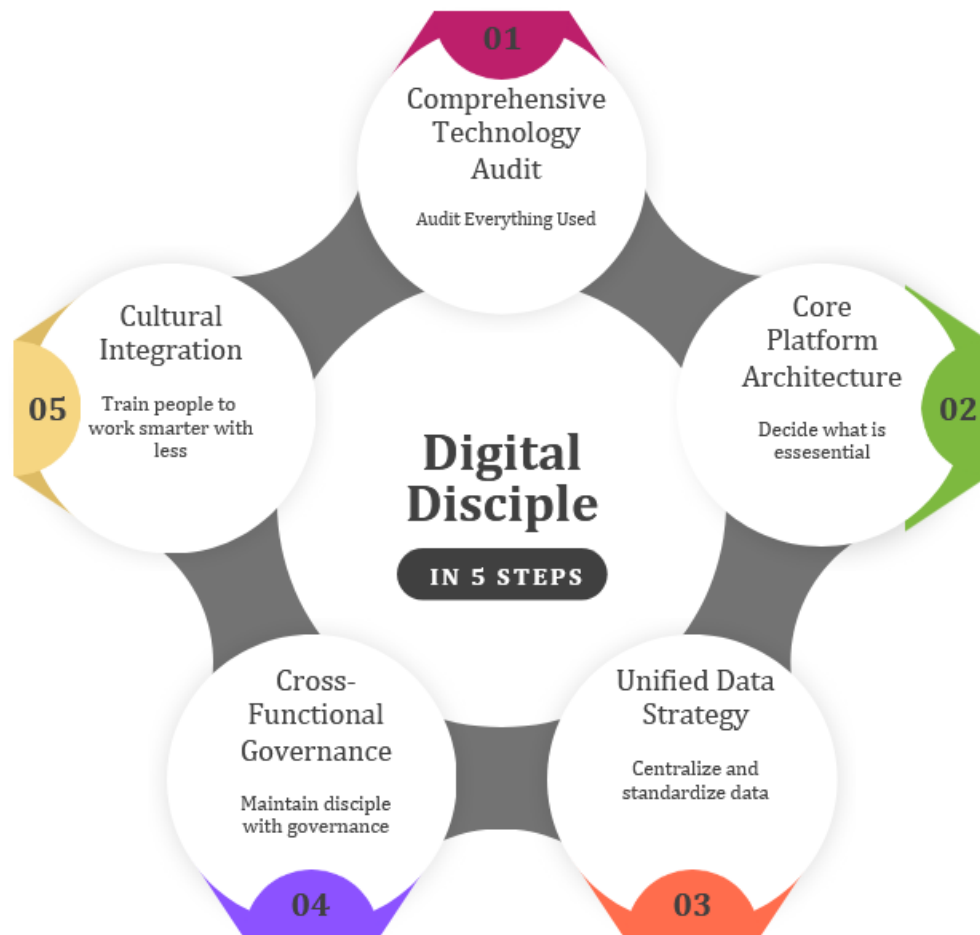 01
Comprehensive
Technology
Audit
Audit Everything Used
Core
Platform
Architecture
Decide what is
essesential
02
Cultural
Integration
Train people to
work smarter with
less
05
Digital
Disciple
IN 5 STEPS
Cross-
Functional
Governance
Maintain disciple
with governance
04
Unified Data
Strategy
Centralize and
standardize data
03